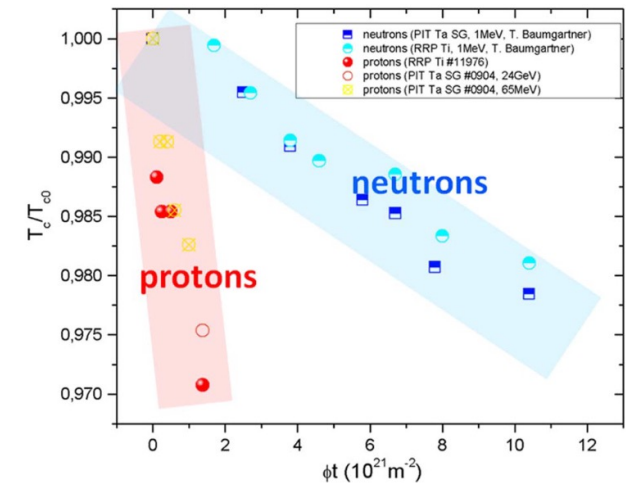 neutrons (PIT Ta SG, 1MeV, T. Baumgartner)
neutrons (RRP Ti, 1MeV, T. Baumgartner)
protons (RRP Ti #11976)
protons (PIT Ta SG #0904, 24GeV)
protons (PIT Ta SG #0904, 65MeV)
1,000
0,995
0,990
0,985
0,980
0,975
0,970
Tc/Tc0
neutrons
protons
0 2 4 6 8 10 12
ϕt (10²¹m⁻²)